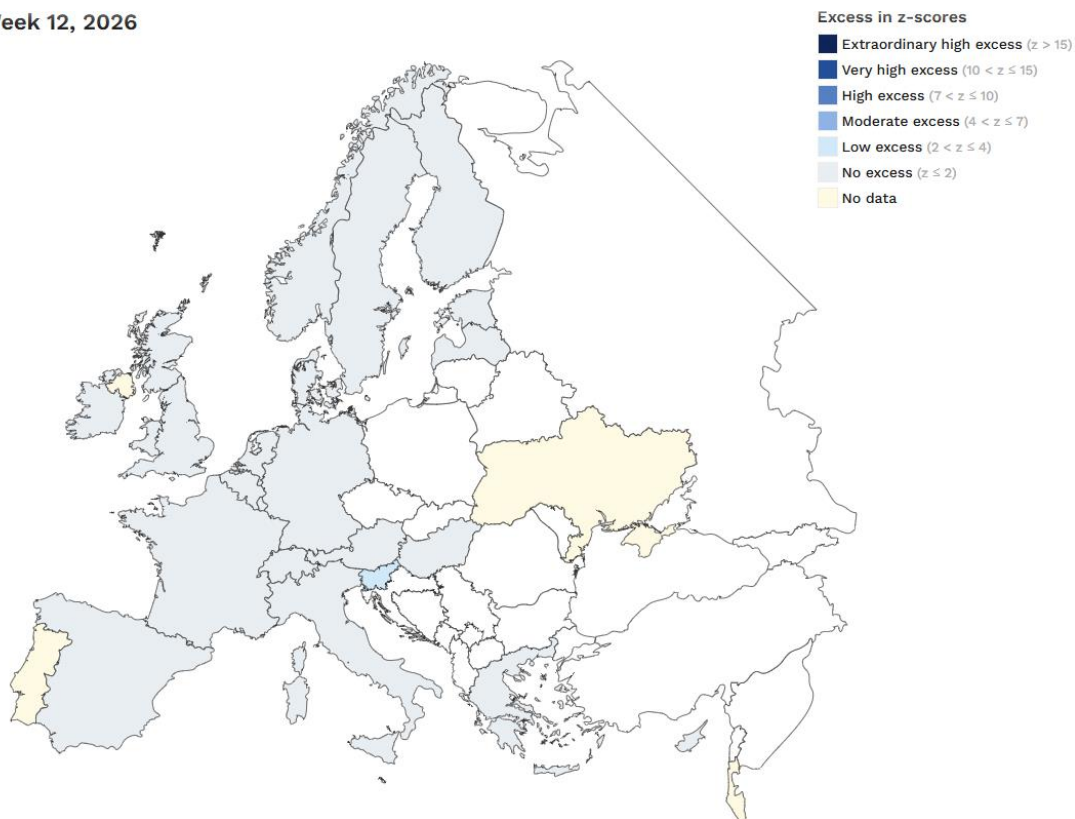 eek 12, 2026
Excess in z-scores
Extraordinary high excess (z > 15)
Very high excess (10 < z ≤ 15)
High excess (7 < z ≤ 10)
Moderate excess (4 < z ≤ 7)
Low excess (2 < z ≤ 4)
No excess (z ≤ 2)
No data